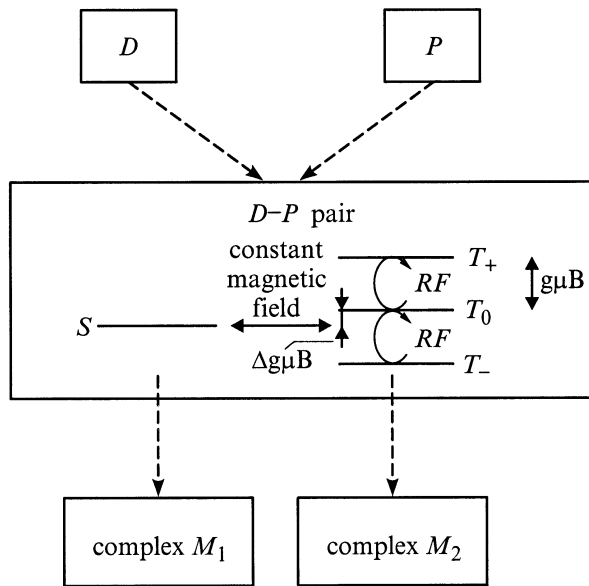 D
P
D–P pair
constant
magnetic
field
T+
RF
gμB
S
T0
ΔgμB
RF
T−
complex M1
complex M2